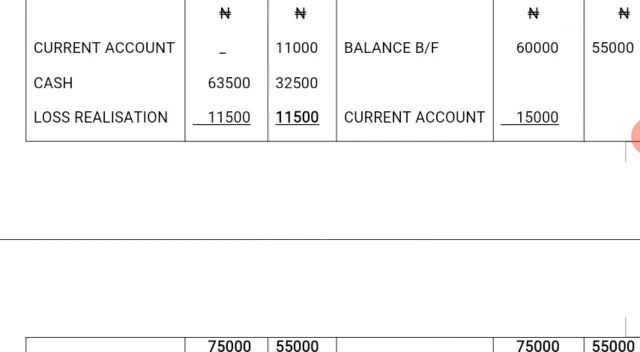 ₦ ₦ ₦ ₦
CURRENT ACCOUNT _ 11000 BALANCE B/F 60000 55000
CASH 63500 32500
LOSS REALISATION 11500 11500 CURRENT ACCOUNT 15000
75000 55000 75000 55000